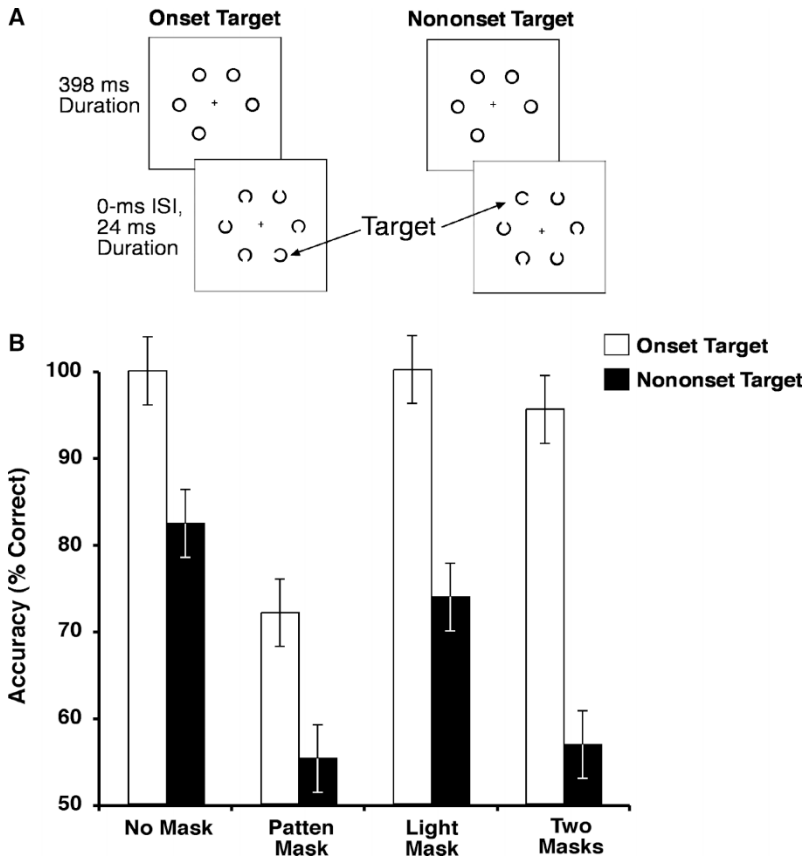 A
Onset Target
Nononset Target
398 ms
Duration
0-ms ISI,
24 ms
Duration
Target
B
Onset Target
Nononset Target
Accuracy (% Correct)
100
90
80
70
60
50
No Mask
Patten
Mask
Light
Mask
Two
Masks